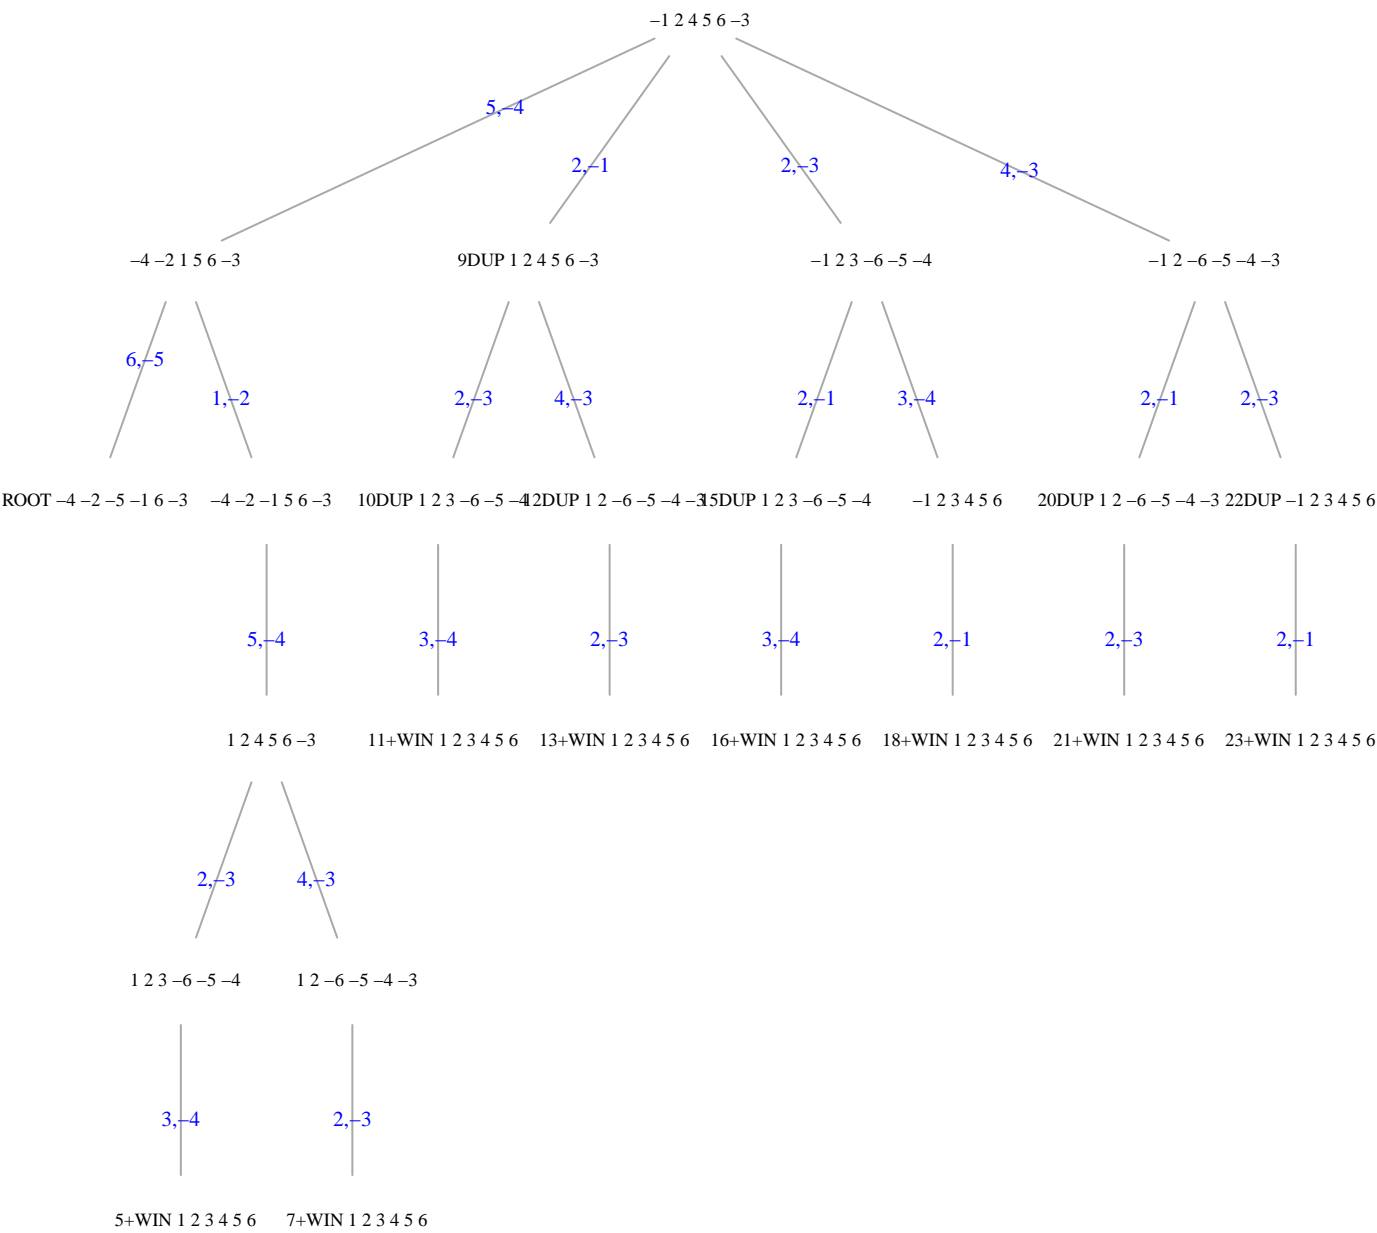 –1 2 4 5 6 –3
5,–4
2,–1
2,–3
4,–3
–4 –2 1 5 6 –3
9DUP 1 2 4 5 6 –3
–1 2 3 –6 –5 –4
–1 2 –6 –5 –4 –3
6,–5
1,–2
2,–3
4,–3
2,–1
3,–4
2,–1
2,–3
ROOT –4 –2 –5 –1 6 –3
–4 –2 –1 5 6 –3
10DUP 1 2 3 –6 –5 –4
12DUP 1 2 –6 –5 –4 –3
15DUP 1 2 3 –6 –5 –4
–1 2 3 4 5 6
20DUP 1 2 –6 –5 –4 –3
22DUP –1 2 3 4 5 6
5,–4
3,–4
2,–3
3,–4
2,–1
2,–3
2,–1
1 2 4 5 6 –3
11+WIN 1 2 3 4 5 6
13+WIN 1 2 3 4 5 6
16+WIN 1 2 3 4 5 6
18+WIN 1 2 3 4 5 6
21+WIN 1 2 3 4 5 6
23+WIN 1 2 3 4 5 6
2,–3
4,–3
1 2 3 –6 –5 –4
1 2 –6 –5 –4 –3
3,–4
2,–3
5+WIN 1 2 3 4 5 6
7+WIN 1 2 3 4 5 6